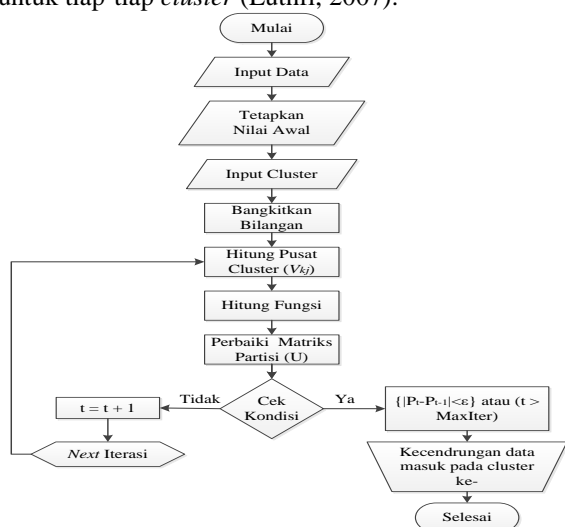 untuk tiap-tiap cluster (Luthfi, 2007).
Mulai
Input Data
Tetapkan
Nilai Awal
Input Cluster
Bangkitkan
Bilangan
Hitung Pusat
Cluster (Vkj)
Hitung Fungsi
Perbaiki Matriks
Partisi (U)
Cek
Kondisi
Tidak
t = t + 1
Next Iterasi
Ya
{|Pt-Pt-1|<ε} atau (t >
MaxIter)
Kecendrungan data
masuk pada cluster
ke-
Selesai